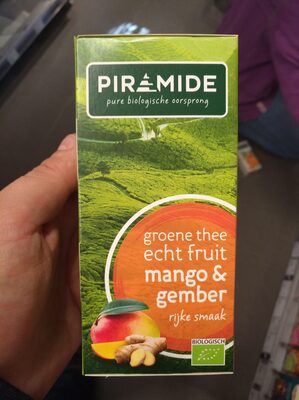 PIRAMIDE
pure biologische oorsprong
groene thee
echt fruit
mango &
gember
rijke smaak
BIOLOGISCH